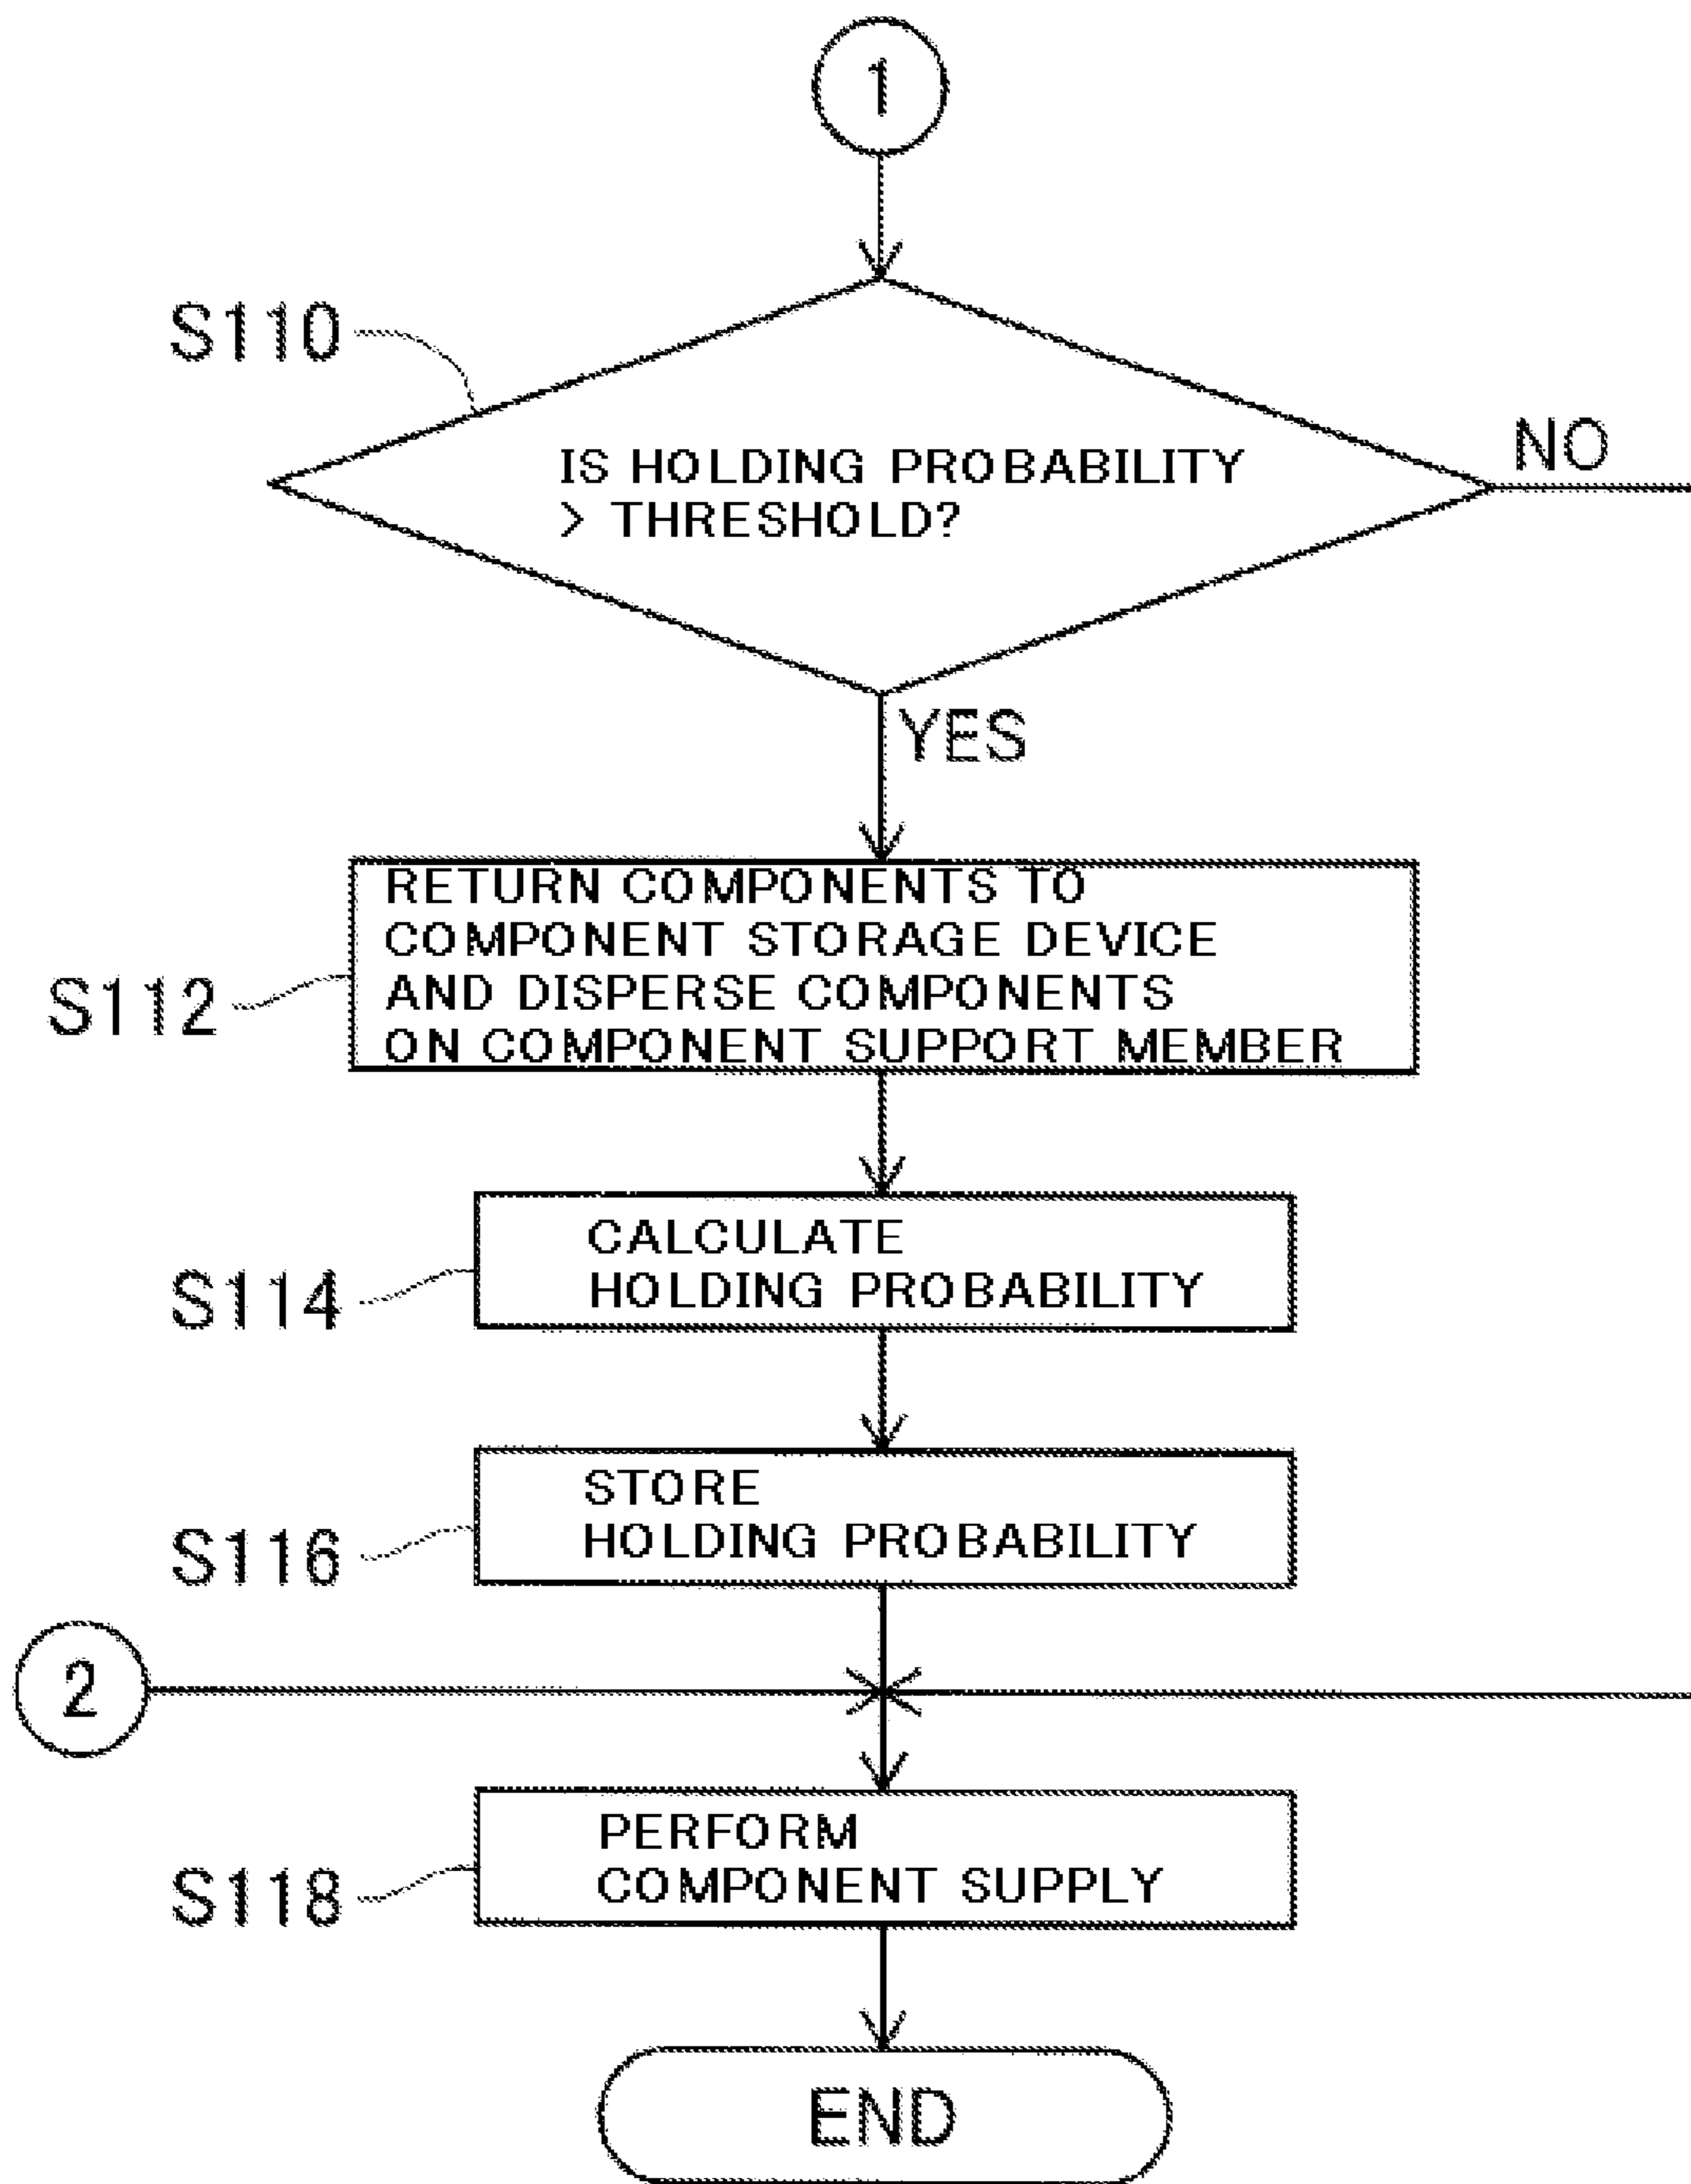 1
S110
IS HOLDING PROBABILITY
> THRESHOLD?
NO
YES
S112
RETURN COMPONENTS TO
COMPONENT STORAGE DEVICE
AND DISPERSE COMPONENTS
ON COMPONENT SUPPORT MEMBER
S114
CALCULATE
HOLDING PROBABILITY
S116
STORE
HOLDING PROBABILITY
2
S118
PERFORM
COMPONENT SUPPLY
END